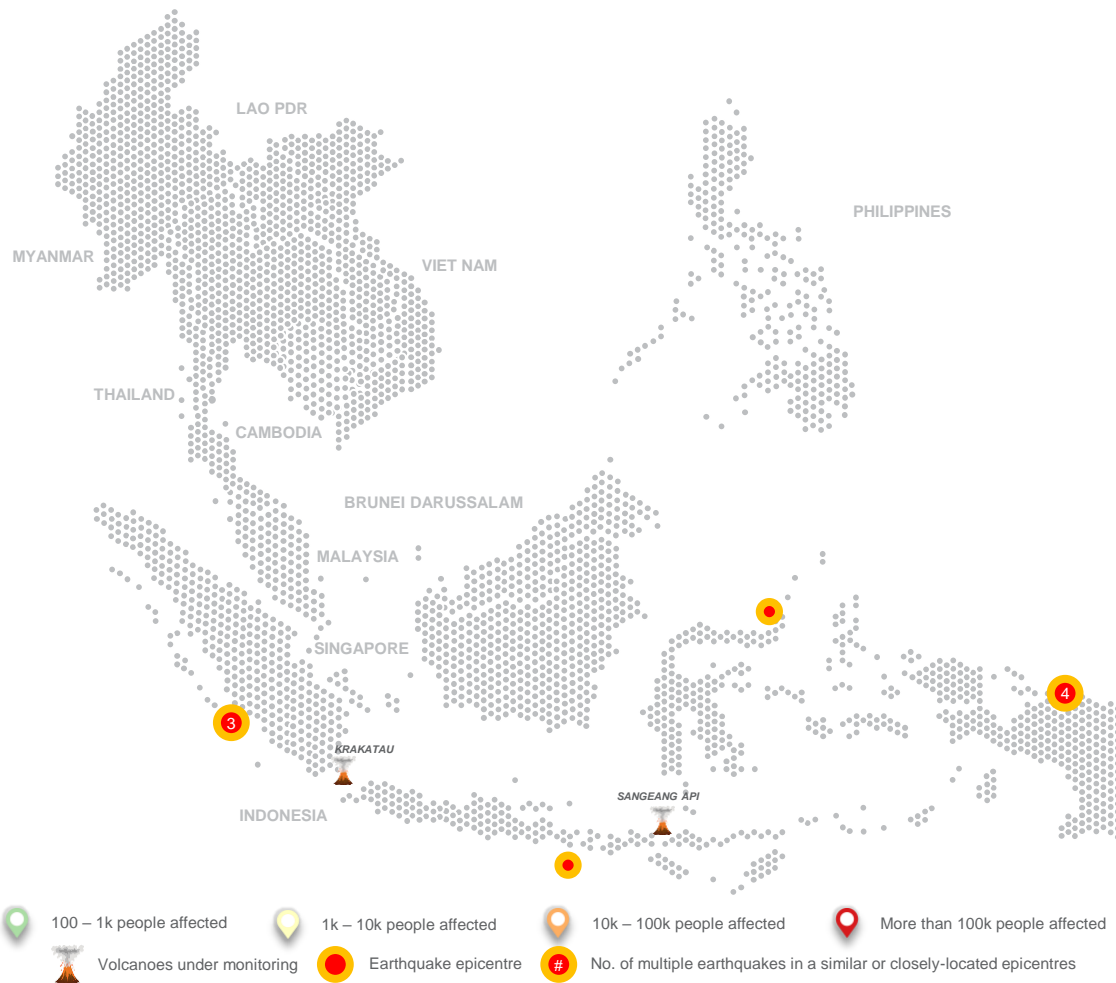 LAO PDR
PHILIPPINES
MYANMAR
VIET NAM
THAILAND
CAMBODIA
BRUNEI DARUSSALAM
MALAYSIA
SINGAPORE
4
3
KRAKATAU
SANGEANG API
INDONESIA
100 – 1k people affected
1k – 10k people affected
10k – 100k people affected
More than 100k people affected
Volcanoes under monitoring
Earthquake epicentre
# No. of multiple earthquakes in a similar or closely-located epicentres